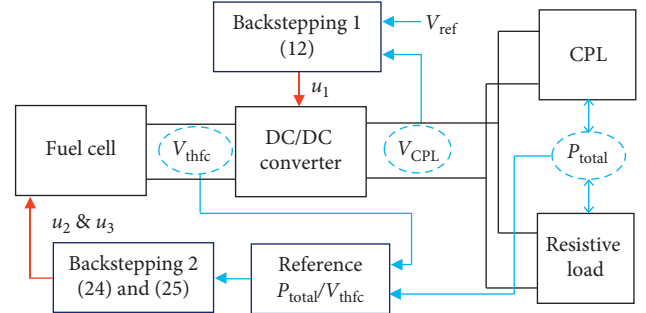 Backstepping 1
(12)
V_ref
CPL
u_1
Fuel cell
V_thfc
DC/DC
converter
V_CPL
P_total
u_2 & u_3
Backstepping 2
(24) and (25)
Reference
P_total/V_thfc
Resistive
load